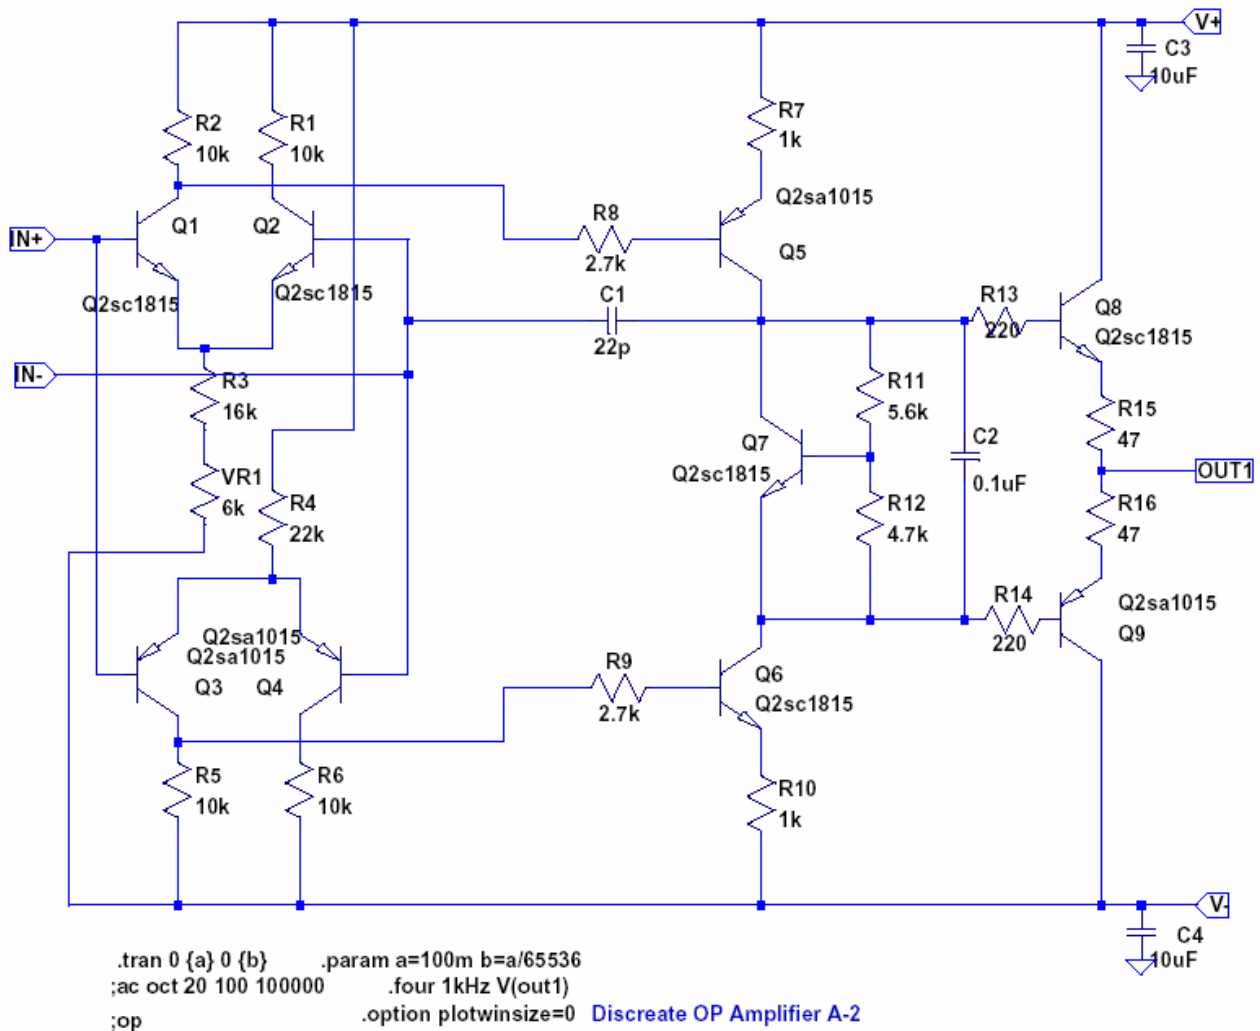 V+
C3
10uF
R2
10k
R1
10k
R7
1k
Q2sa1015
Q5
IN+
Q1
Q2
Q2sc1815
Q2sc1815
R8
2.7k
C1
22p
R13
220
Q8
Q2sc1815
IN-
R3
16k
R11
5.6k
R15
47
VR1
6k
R4
22k
Q7
Q2sc1815
C2
0.1uF
OUT1
R12
4.7k
R16
47
Q2sa1015
Q2sa1015
Q3
Q4
R9
2.7k
Q6
Q2sc1815
R14
220
Q2sa1015
Q9
R5
10k
R6
10k
R10
1k
V-
C4
10uF
.tran 0 {a} 0 {b}
.param a=100m b=a/65536
;ac oct 20 100 100000
.four 1kHz V(out1)
;op
.option plotwinsize=0
Discreate OP Amplifier A-2